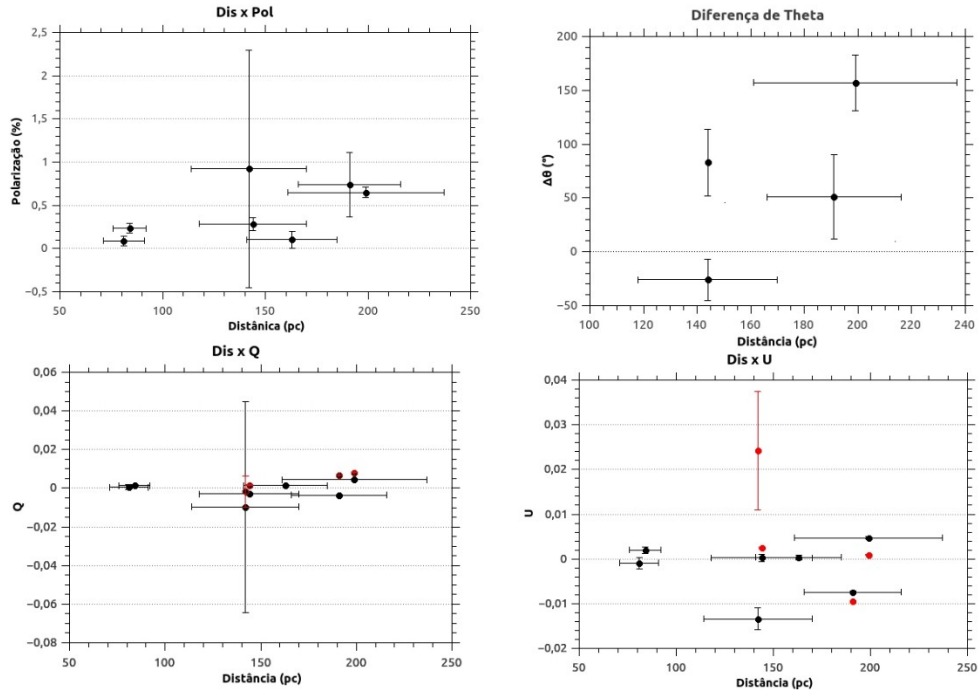 Dis x Pol
2,5
2
1,5
1
0,5
0
−0,5
Polarização (%)
50 100 150 200 250
Distânica (pc)
Diferença de Theta
200
150
100
50
0
−50
Δθ (°)
100 120 140 160 180 200 220 240
Distância (pc)
Dis x Q
0,06
0,04
0,02
0
−0,02
−0,04
−0,06
−0,08
Q
50 100 150 200 250
Distância (pc)
Dis x U
0,04
0,03
0,02
0,01
0
−0,01
−0,02
U
50 100 150 200 250
Distância (pc)